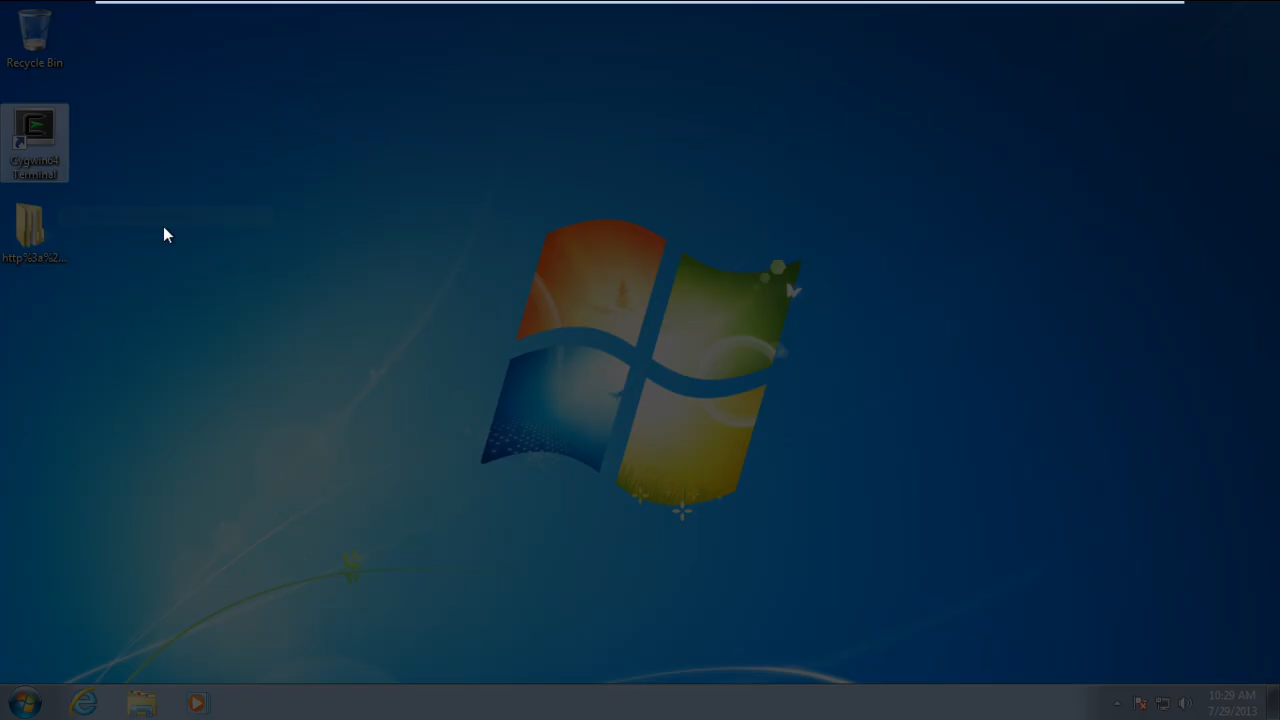 Recycle Bin
Cygwin64
Terminal
http%3a%2...
10:29 AM
7/29/2013